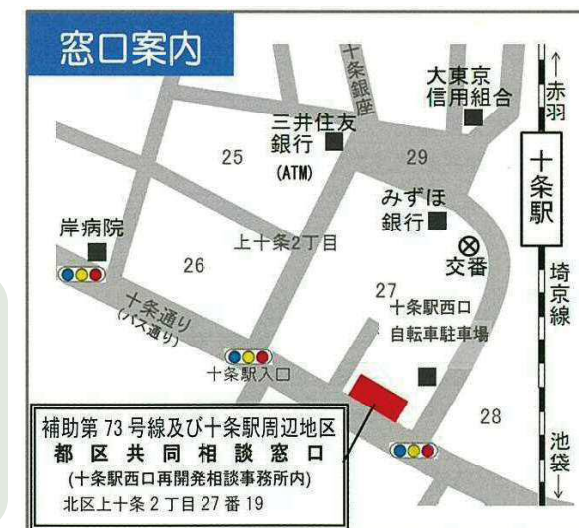 窓口案内
十条銀座
大東京
信用組合
←赤羽
三井住友
銀行
(ATM)
25
29
十条駅
みずほ
銀行
岸病院
上十条2丁目
交番
26
27
埼京線
十条通り
(バス通り)
十条駅西口
自転車駐車場
十条駅入口
28
池袋→
補助第73号線及び十条駅周辺地区
都区共同相談窓口
(十条駅西口再開発相談事務所内)
北区上十条2丁目27番19